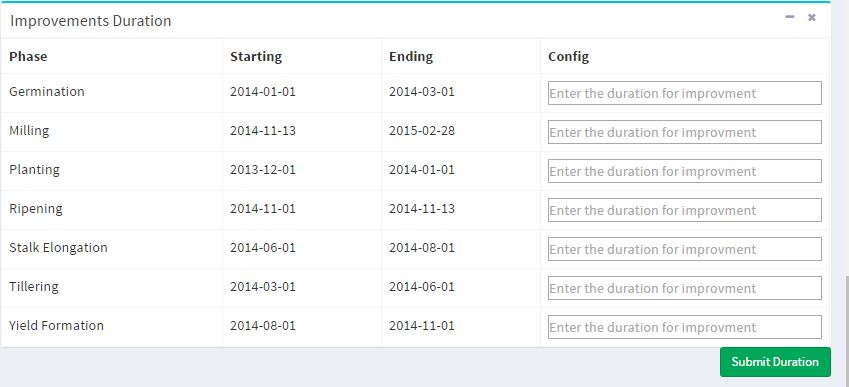 Improvements Duration
Phase Starting Ending Config
Germination 2014-01-01 2014-03-01 Enter the duration for improvment
Milling 2014-11-13 2015-02-28 Enter the duration for improvment
Planting 2013-12-01 2014-01-01 Enter the duration for improvment
Ripening 2014-11-01 2014-11-13 Enter the duration for improvment
Stalk Elongation 2014-06-01 2014-08-01 Enter the duration for improvment
Tillering 2014-03-01 2014-06-01 Enter the duration for improvment
Yield Formation 2014-08-01 2014-11-01 Enter the duration for improvment
Submit Duration